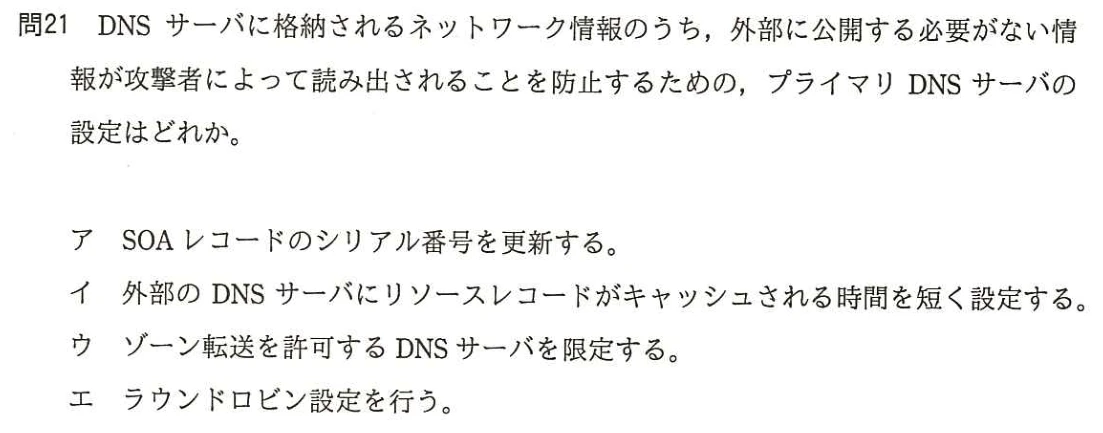 問21 DNS サーバに格納されるネットワーク情報のうち，外部に公開する必要がない情
報が攻撃者によって読み出されることを防止するための，プライマリ DNS サーバの
設定はどれか。
ア SOA レコードのシリアル番号を更新する。
イ 外部の DNS サーバにリソースレコードがキャッシュされる時間を短く設定する。
ウ ゾーン転送を許可する DNS サーバを限定する。
エ ラウンドロビン設定を行う。